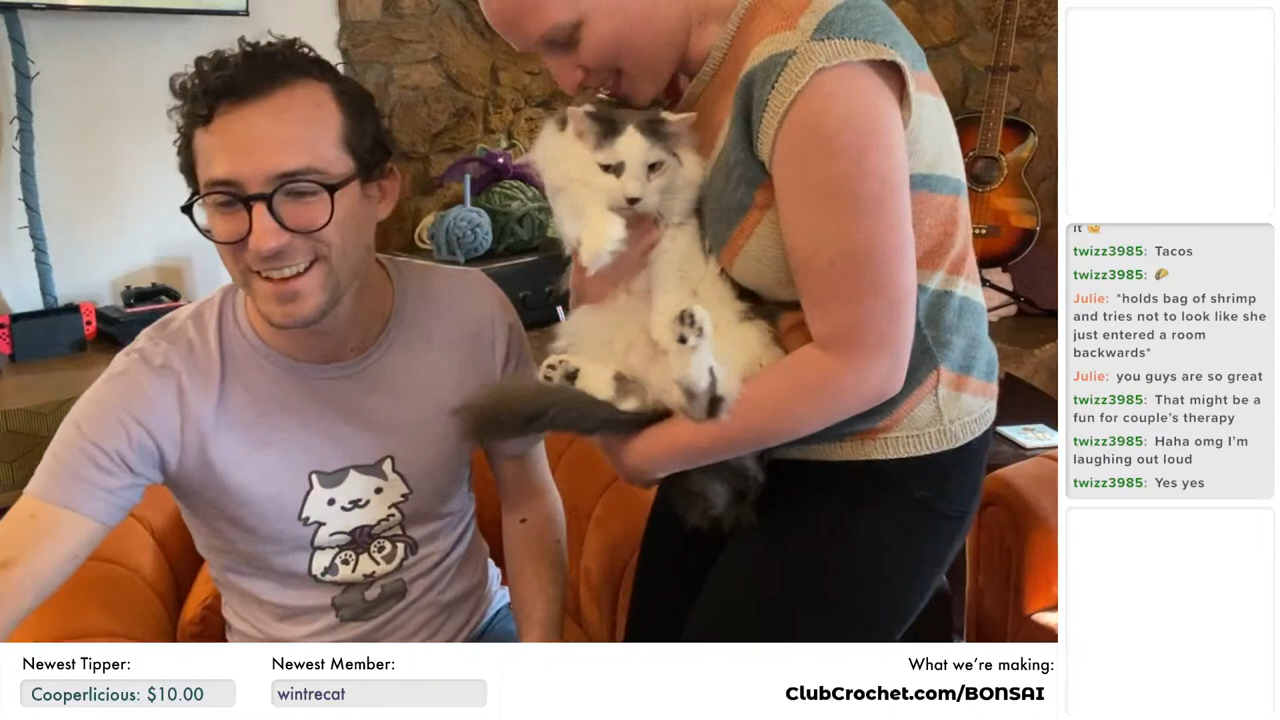 it
twizz3985: Tacos
twizz3985: 🌮
Julie: *holds bag of shrimp
and tries not to look like she
just entered a room
backwards*
Julie: you guys are so great
twizz3985: That might be a
fun for couple's therapy
twizz3985: Haha omg I'm
laughing out loud
twizz3985: Yes yes
Newest Tipper:
Cooperlicious: $10.00
Newest Member:
wintrecat
What we're making:
ClubCrochet.com/BONSAI